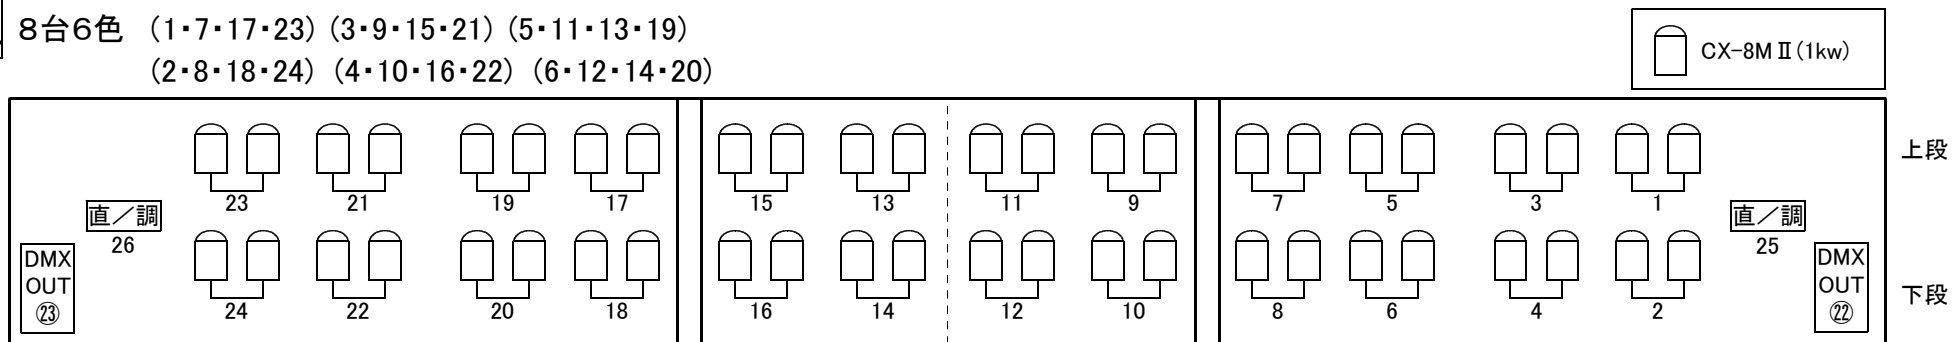 8台6色 (1・7・17・23) (3・9・15・21) (5・11・13・19)
(2・8・18・24) (4・10・16・22) (6・12・14・20)
CX-8MⅡ(1kw)
上段
23 21 19 17 15 13 11 9 7 5 3 1
直／調
26
直／調
25
DMX
OUT
㉓
DMX
OUT
㉒
24 22 20 18 16 14 12 10 8 6 4 2
下段